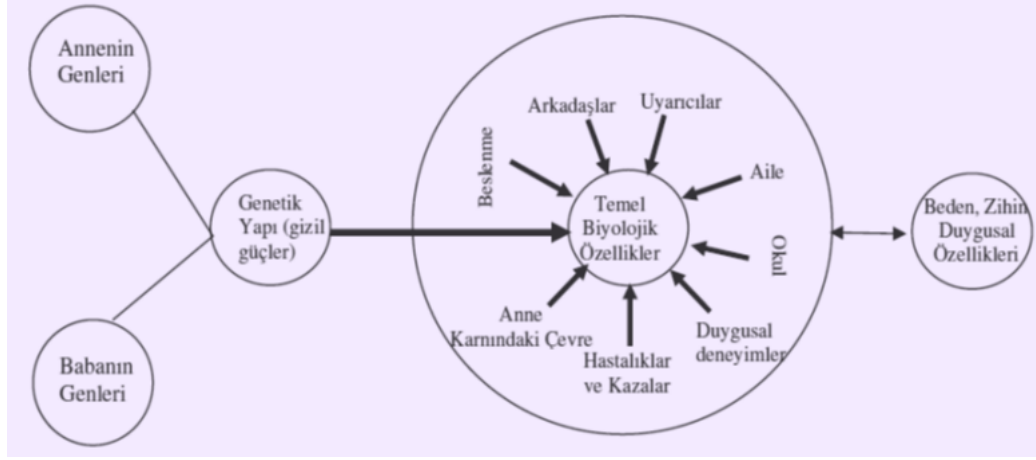 Annenin
Genleri
Genetik
Yapı (gizil
güçler)
Babanın
Genleri
Arkadaşlar
Uyarıcılar
Beslenme
Aile
Temel
Biyolojik
Özellikler
Okul
Anne
Karnındaki Çevre
Hastalıklar
ve Kazalar
Duygusal
deneyimler
Beden, Zihin
Duygusal
Özellikleri